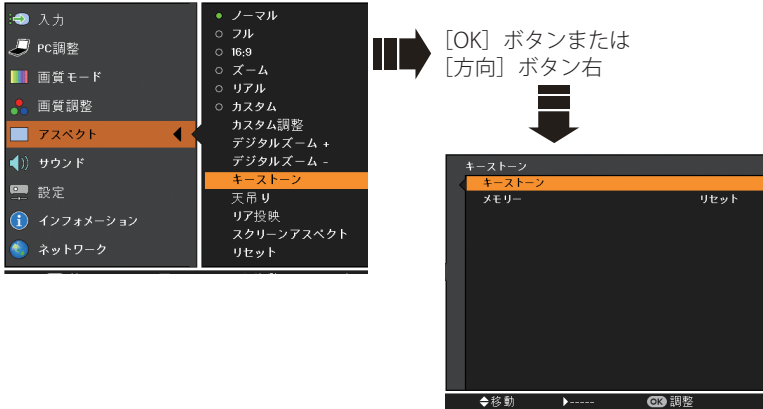 入力
PC調整
画質モード
画質調整
アスペクト
サウンド
設定
インフォメーション
ネットワーク
ノーマル
フル
16:9
ズーム
リアル
カスタム
カスタム調整
デジタルズーム +
デジタルズーム -
キーストーン
天吊り
リア投映
スクリーンアスペクト
リセット
［OK］ボタンまたは
［方向］ボタン右
キーストーン
キーストーン
メモリー リセット
移動 ----- OK 調整